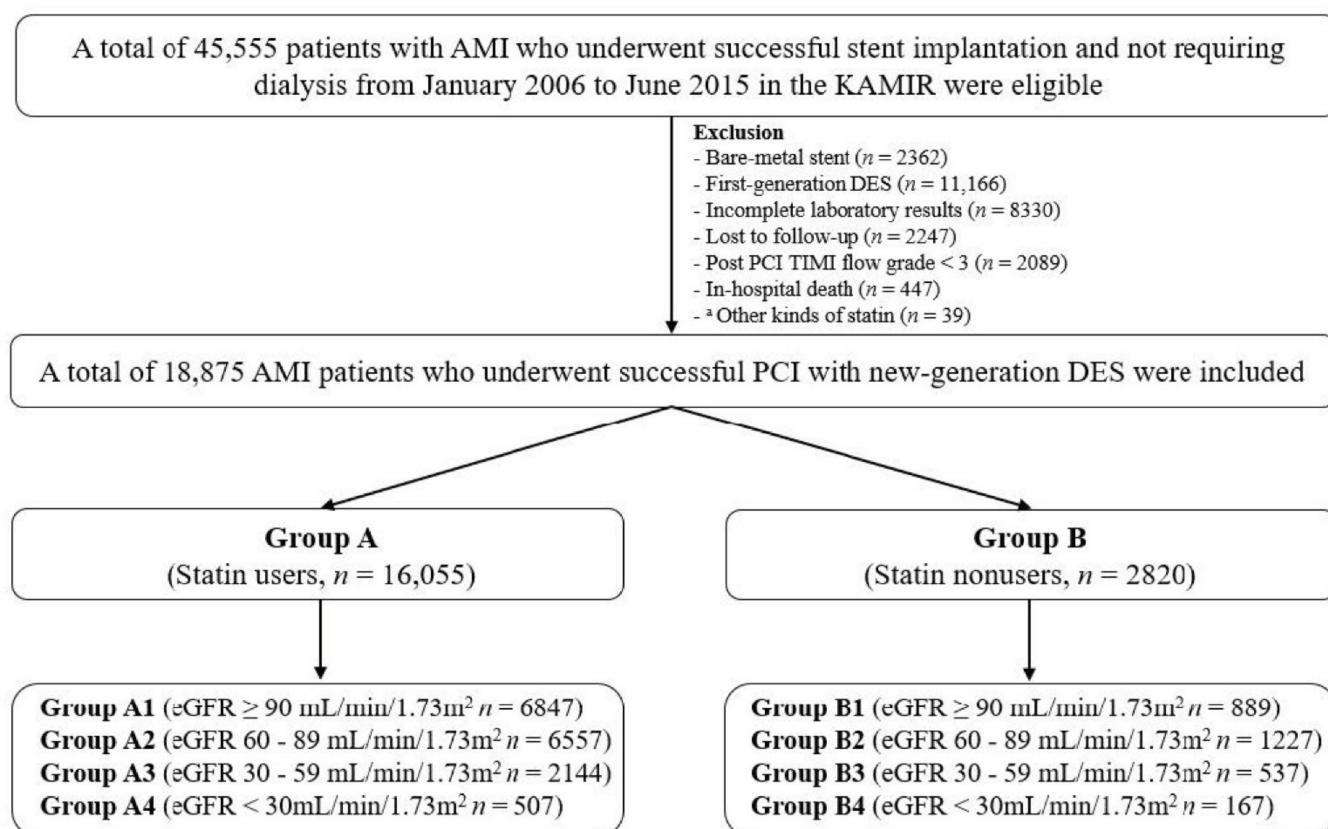 A total of 45,555 patients with AMI who underwent successful stent implantation and not requiring
dialysis from January 2006 to June 2015 in the KAMIR were eligible
Exclusion
- Bare-metal stent (n = 2362)
- First-generation DES (n = 11,166)
- Incomplete laboratory results (n = 8330)
- Lost to follow-up (n = 2247)
- Post PCI TIMI flow grade < 3 (n = 2089)
- In-hospital death (n = 447)
- ᵃ Other kinds of statin (n = 39)
A total of 18,875 AMI patients who underwent successful PCI with new-generation DES were included
Group A
(Statin users, n = 16,055)
Group B
(Statin nonusers, n = 2820)
Group A1 (eGFR ≥ 90 mL/min/1.73m² n = 6847)
Group A2 (eGFR 60 - 89 mL/min/1.73m² n = 6557)
Group A3 (eGFR 30 - 59 mL/min/1.73m² n = 2144)
Group A4 (eGFR < 30mL/min/1.73m² n = 507)
Group B1 (eGFR ≥ 90 mL/min/1.73m² n = 889)
Group B2 (eGFR 60 - 89 mL/min/1.73m² n = 1227)
Group B3 (eGFR 30 - 59 mL/min/1.73m² n = 537)
Group B4 (eGFR < 30mL/min/1.73m² n = 167)